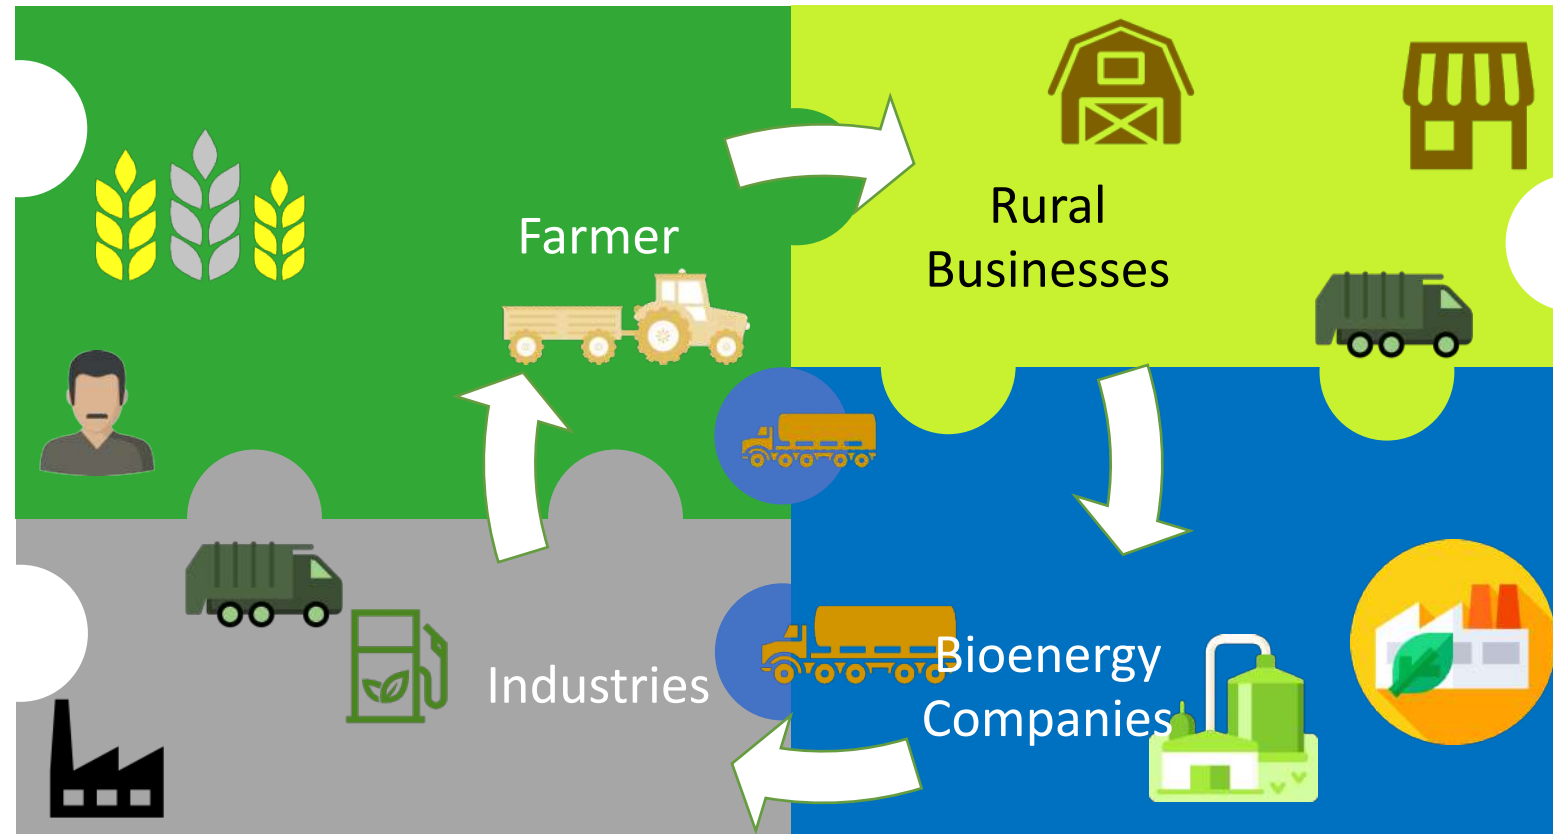 Farmer
Rural
Businesses
Industries
Bioenergy
Companies